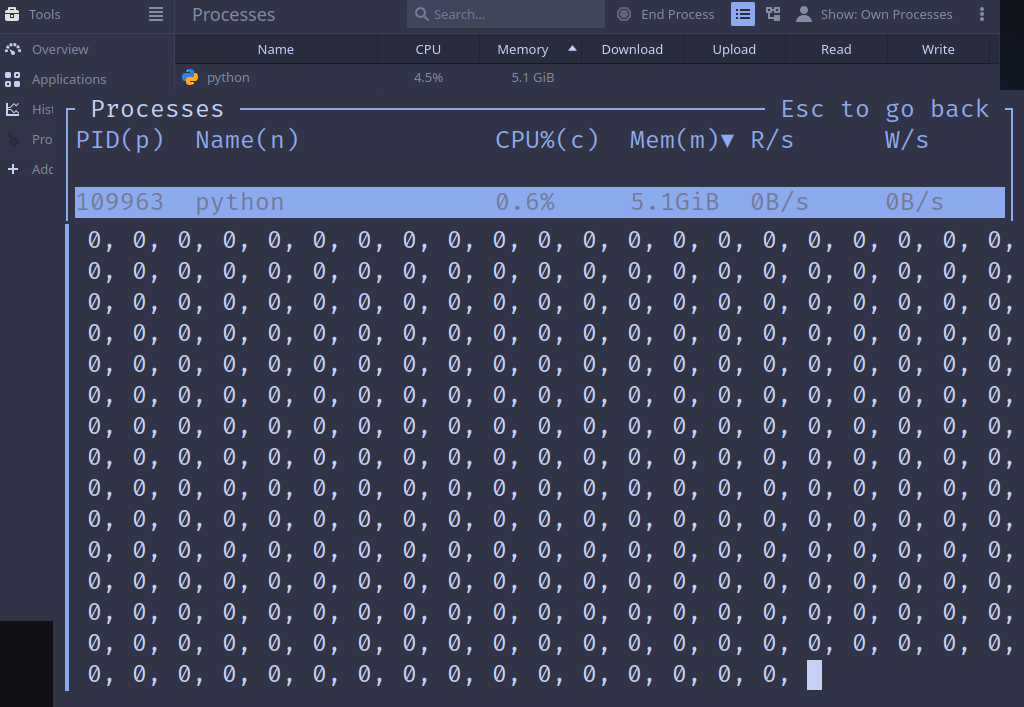 Tools
Processes
Search...
End Process
Show: Own Processes
Overview
Applications
His
Pro
Ad
Name CPU Memory Download Upload Read Write
python 4.5% 5.1 GiB
Processes Esc to go back
PID(p) Name(n) CPU%(c) Mem(m)▼ R/s W/s
109963 python 0.6% 5.1GiB 0B/s 0B/s
0, 0, 0, 0, 0, 0, 0, 0, 0, 0, 0, 0, 0, 0, 0, 0, 0, 0, 0, 0, 0,
0, 0, 0, 0, 0, 0, 0, 0, 0, 0, 0, 0, 0, 0, 0, 0, 0, 0, 0, 0, 0,
0, 0, 0, 0, 0, 0, 0, 0, 0, 0, 0, 0, 0, 0, 0, 0, 0, 0, 0, 0, 0,
0, 0, 0, 0, 0, 0, 0, 0, 0, 0, 0, 0, 0, 0, 0, 0, 0, 0, 0, 0, 0,
0, 0, 0, 0, 0, 0, 0, 0, 0, 0, 0, 0, 0, 0, 0, 0, 0, 0, 0, 0, 0,
0, 0, 0, 0, 0, 0, 0, 0, 0, 0, 0, 0, 0, 0, 0, 0, 0, 0, 0, 0, 0,
0, 0, 0, 0, 0, 0, 0, 0, 0, 0, 0, 0, 0, 0, 0, 0, 0, 0, 0, 0, 0,
0, 0, 0, 0, 0, 0, 0, 0, 0, 0, 0, 0, 0, 0, 0, 0, 0, 0, 0, 0, 0,
0, 0, 0, 0, 0, 0, 0, 0, 0, 0, 0, 0, 0, 0, 0, 0, 0, 0, 0, 0, 0,
0, 0, 0, 0, 0, 0, 0, 0, 0, 0, 0, 0, 0, 0, 0, 0, 0, 0, 0, 0, 0,
0, 0, 0, 0, 0, 0, 0, 0, 0, 0, 0, 0, 0, 0, 0, 0, 0, 0, 0, 0, 0,
0, 0, 0, 0, 0, 0, 0, 0, 0, 0, 0, 0, 0, 0, 0, 0, 0, 0, 0, 0, 0,
0, 0, 0, 0, 0, 0, 0, 0, 0, 0, 0, 0, 0, 0, 0, 0, 0, 0, 0, 0, 0,
0, 0, 0, 0, 0, 0, 0, 0, 0, 0, 0, 0, 0, 0, 0, 0, 0, 0, 0, 0, 0,
0, 0, 0, 0, 0, 0, 0, 0, 0, 0, 0, 0, 0, 0, 0, 0,